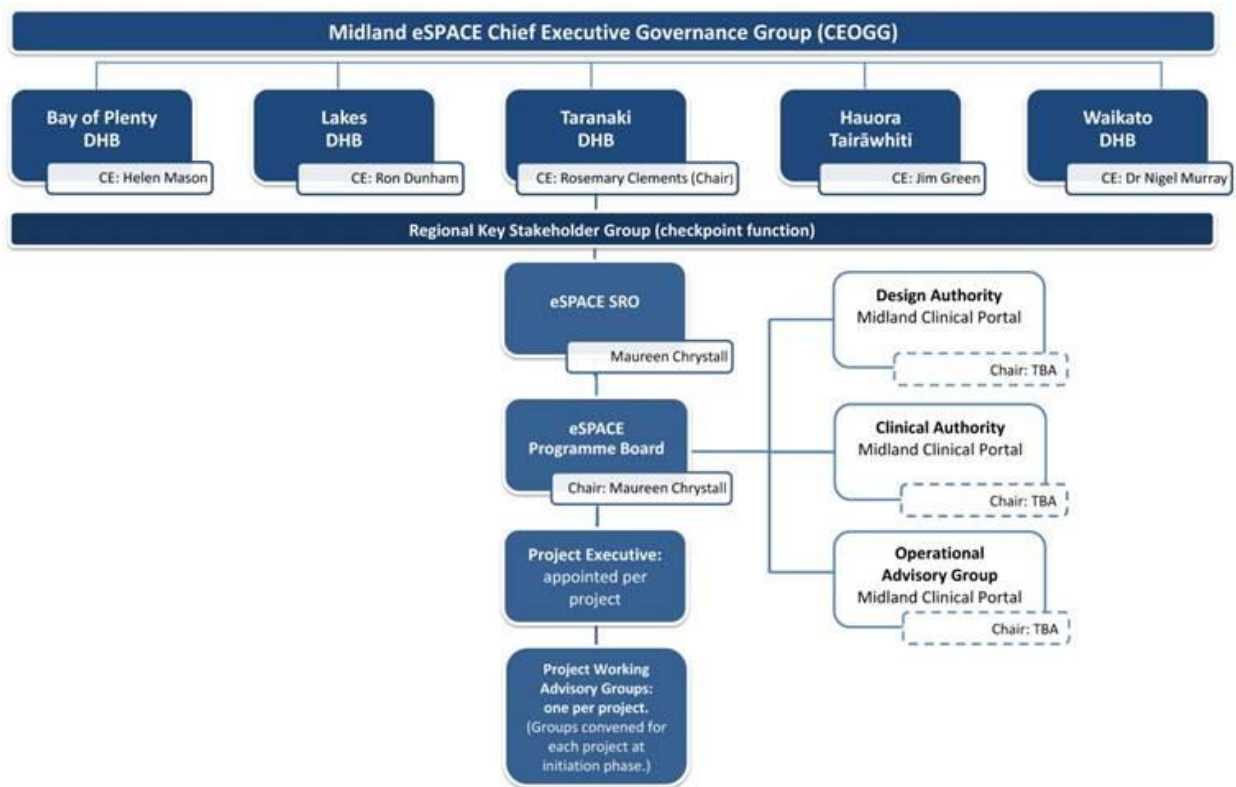 Midland eSPACE Chief Executive Governance Group (CEOGG)
Bay of Plenty
DHB
CE: Helen Mason
Lakes
DHB
CE: Ron Dunham
Taranaki
DHB
CE: Rosemary Clements (Chair)
Hauora
Tairāwhiti
CE: Jim Green
Waikato
DHB
CE: Dr Nigel Murray
Regional Key Stakeholder Group (checkpoint function)
eSPACE SRO
Maureen Chrystall
eSPACE
Programme Board
Chair: Maureen Chrystall
Project Executive:
appointed per
project
Project Working
Advisory Groups:
one per project.
(Groups convened for
each project at
initiation phase.)
Design Authority
Midland Clinical Portal
Chair: TBA
Clinical Authority
Midland Clinical Portal
Chair: TBA
Operational
Advisory Group
Midland Clinical Portal
Chair: TBA